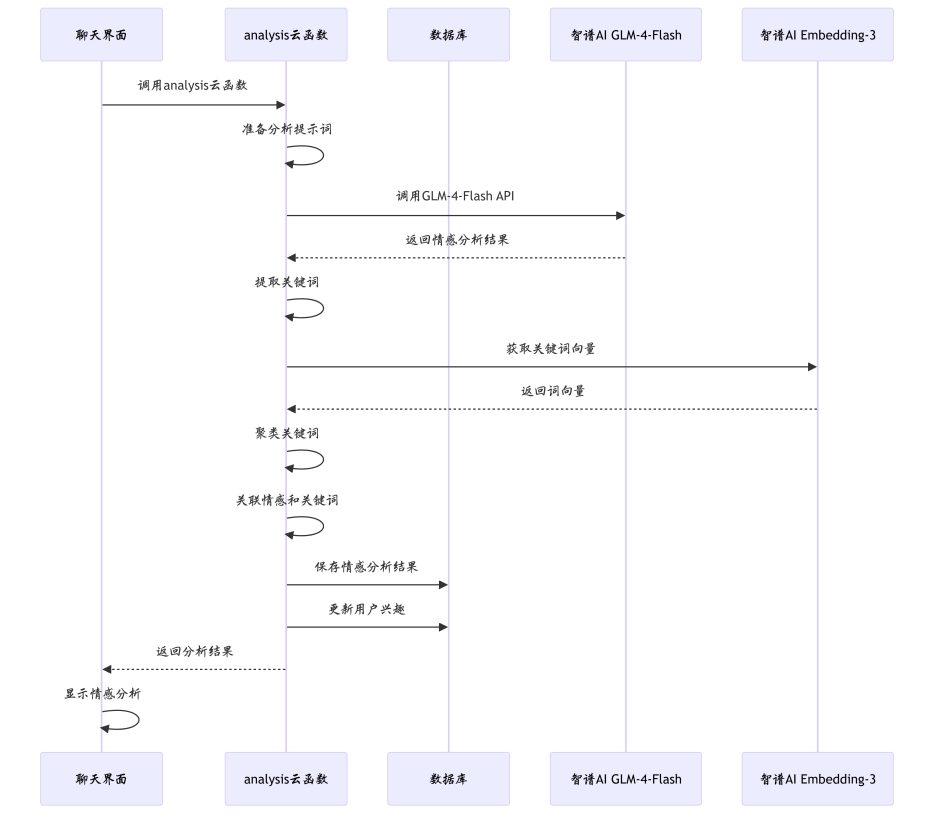 聊天界面
analysis云函数
数据库
智谱AI GLM-4-Flash
智谱AI Embedding-3
调用analysis云函数
准备分析提示词
调用GLM-4-Flash API
返回情感分析结果
提取关键词
获取关键词向量
返回词向量
聚类关键词
关联情感和关键词
保存情感分析结果
更新用户兴趣
返回分析结果
显示情感分析
聊天界面
analysis云函数
数据库
智谱AI GLM-4-Flash
智谱AI Embedding-3